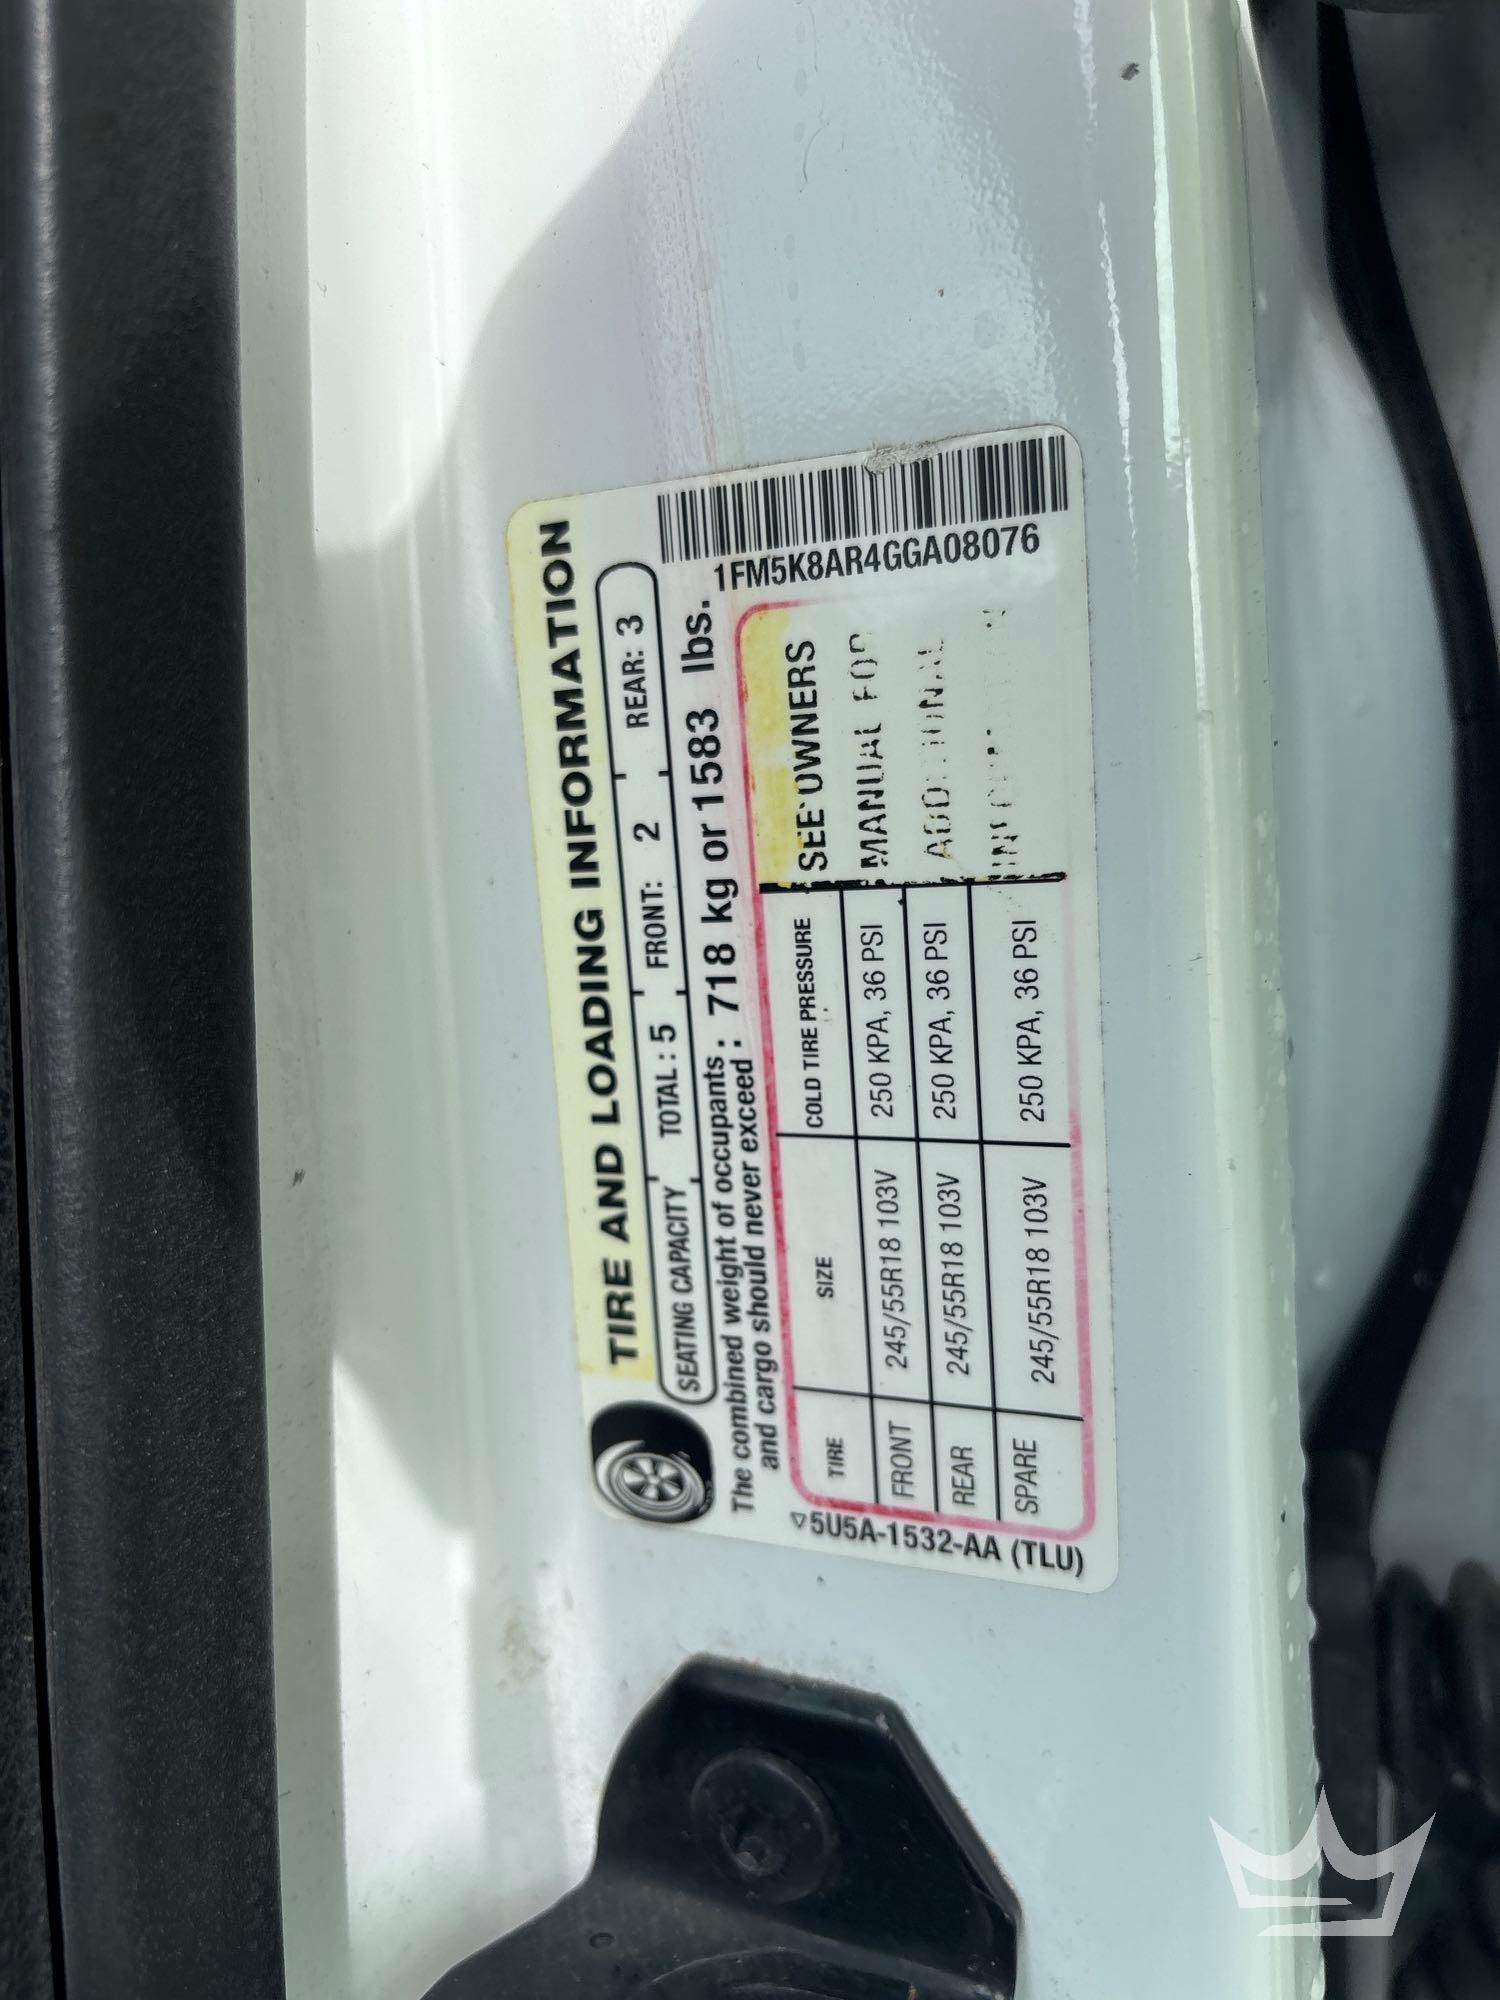 TIRE AND LOADING INFORMATION
SEATING CAPACITY TOTAL : 5 FRONT: 2 REAR: 3
The combined weight of occupants : 718 kg or 1583 lbs.
and cargo should never exceed :
1FM5K8AR4GGA08076
TIRE SIZE COLD TIRE PRESSURE
FRONT 245/55R18 103V 250 KPA, 36 PSI
REAR 245/55R18 103V 250 KPA, 36 PSI
SPARE 245/55R18 103V 250 KPA, 36 PSI
SEE OWNERS
MANUAL FOR
ADDITIONAL
5U5A-1532-AA (TLU)